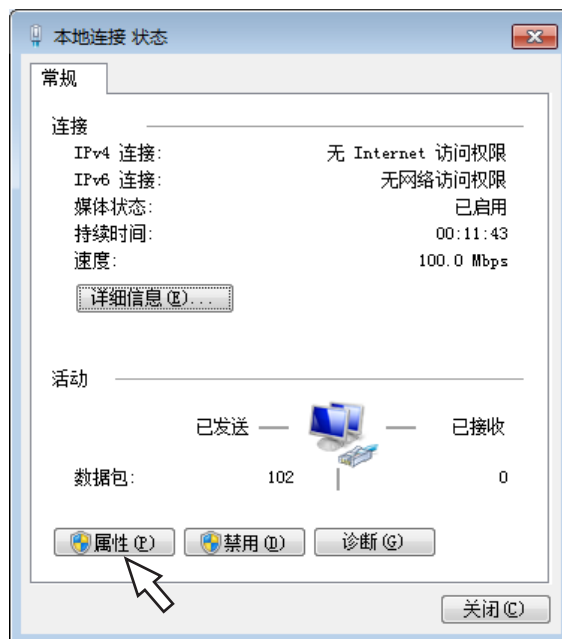 本地连接 状态
常规
连接
IPv4 连接: 无 Internet 访问权限
IPv6 连接: 无网络访问权限
媒体状态: 已启用
持续时间: 00:11:43
速度: 100.0 Mbps
详细信息(E)...
活动
已发送 — — 已接收
数据包: 102 0
属性(P) 禁用(D) 诊断(G)
关闭(C)